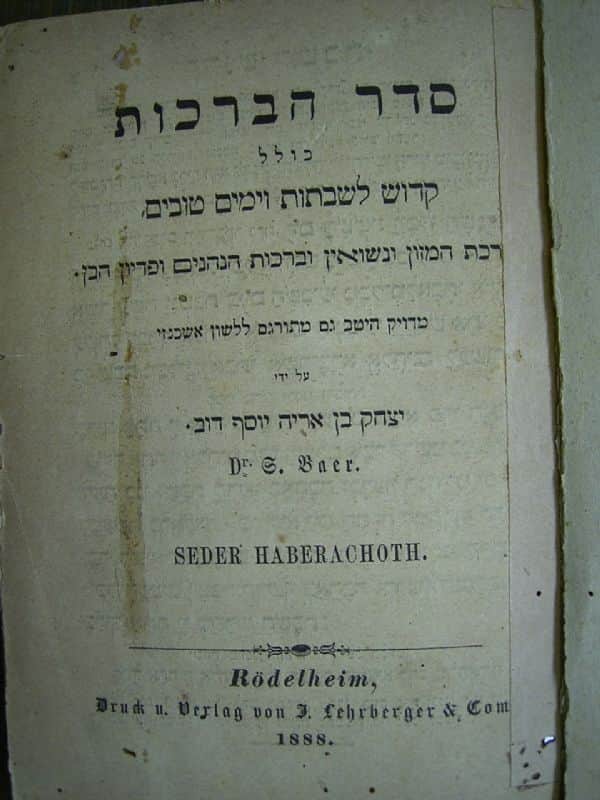 סדר הברכות
כולל
קדוש לשבתות וימים טובים,
רכת המזון ונשואין וברכות הנהנים ופדיון הבן.
מדויק היטב גם מתורגם ללשון אשכנזי
על ידי
יצחק בן אריה יוסף דוב.
Dr. S. Baer.
SEDER HABERACHOTH.
Rödelheim,
Druck u. Verlag von J. Lehrberger & Com
1888.